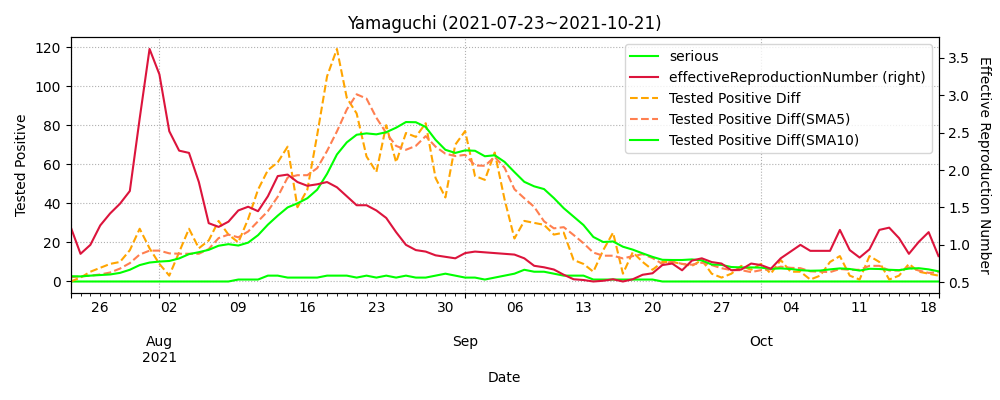 Yamaguchi (2021-07-23~2021-10-21)
120
100
80
60
40
20
0
Tested Positive
3.5
3.0
2.5
2.0
1.5
1.0
0.5
Effective Reproduction Number
serious
effectiveReproductionNumber (right)
Tested Positive Diff
Tested Positive Diff(SMA5)
Tested Positive Diff(SMA10)
26 02 09 16 23 30 06 13 20 27 04 11 18
Aug Sep Oct
2021
Date